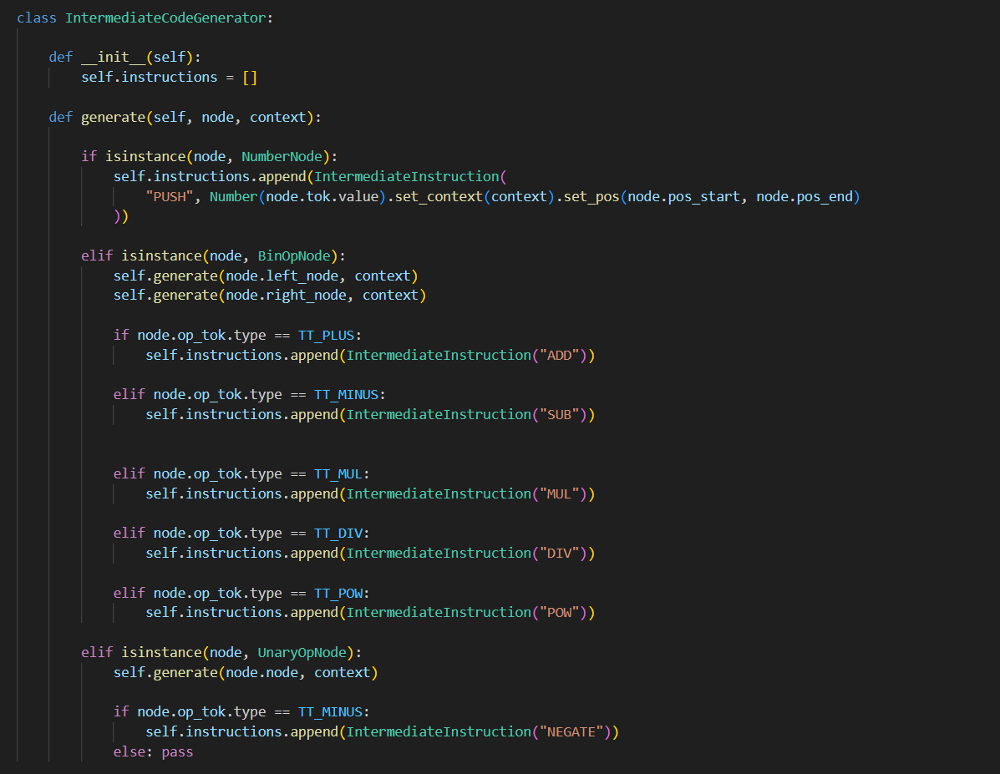 class IntermediateCodeGenerator:
def __init__(self):
self.instructions = []
def generate(self, node, context):
if isinstance(node, NumberNode):
self.instructions.append(IntermediateInstruction(
"PUSH", Number(node.tok.value).set_context(context).set_pos(node.pos_start, node.pos_end)
))
elif isinstance(node, BinOpNode):
self.generate(node.left_node, context)
self.generate(node.right_node, context)
if node.op_tok.type == TT_PLUS:
self.instructions.append(IntermediateInstruction("ADD"))
elif node.op_tok.type == TT_MINUS:
self.instructions.append(IntermediateInstruction("SUB"))
elif node.op_tok.type == TT_MUL:
self.instructions.append(IntermediateInstruction("MUL"))
elif node.op_tok.type == TT_DIV:
self.instructions.append(IntermediateInstruction("DIV"))
elif node.op_tok.type == TT_POW:
self.instructions.append(IntermediateInstruction("POW"))
elif isinstance(node, UnaryOpNode):
self.generate(node.node, context)
if node.op_tok.type == TT_MINUS:
self.instructions.append(IntermediateInstruction("NEGATE"))
else: pass